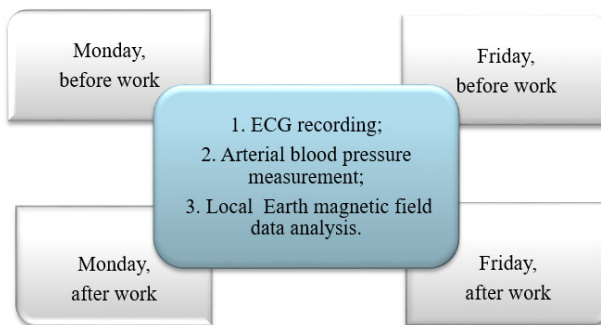 Monday,
before work
Friday,
before work
1. ECG recording;
2. Arterial blood pressure
measurement;
3. Local Earth magnetic field
data analysis.
Monday,
after work
Friday,
after work